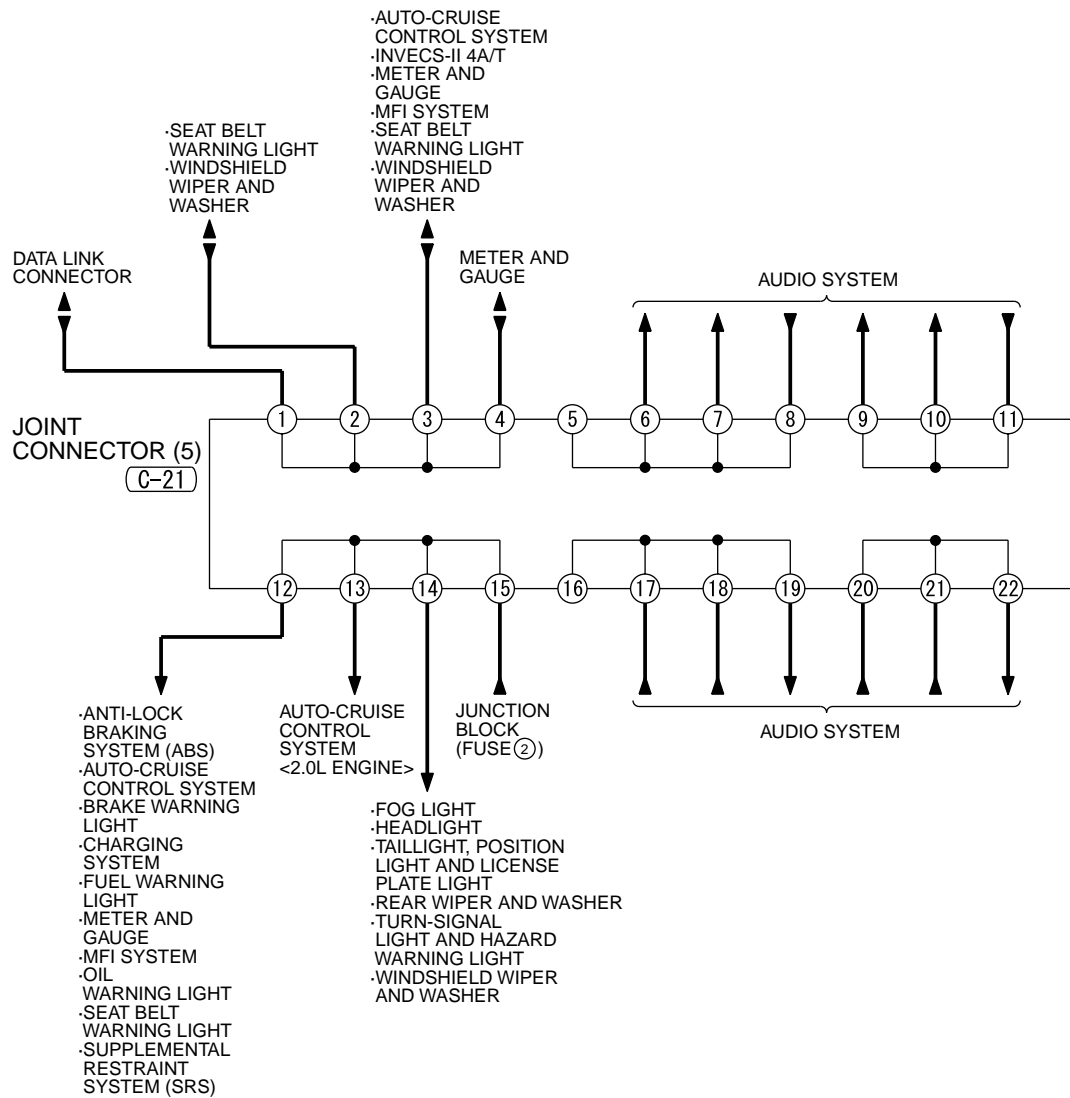 ·AUTO-CRUISE
CONTROL SYSTEM
·INVECS-II 4A/T
·METER AND
GAUGE
·MFI SYSTEM
·SEAT BELT
WARNING LIGHT
·WINDSHIELD
WIPER AND
WASHER
·SEAT BELT
WARNING LIGHT
·WINDSHIELD
WIPER AND
WASHER
DATA LINK
CONNECTOR
METER AND
GAUGE
AUDIO SYSTEM
1 2 3 4 5 6 7 8 9 10 11
JOINT
CONNECTOR (5)
C-21
12 13 14 15 16 17 18 19 20 21 22
·ANTI-LOCK
BRAKING
SYSTEM (ABS)
·AUTO-CRUISE
CONTROL SYSTEM
·BRAKE WARNING
LIGHT
·CHARGING
SYSTEM
·FUEL WARNING
LIGHT
·METER AND
GAUGE
·MFI SYSTEM
·OIL
WARNING LIGHT
·SEAT BELT
WARNING LIGHT
·SUPPLEMENTAL
RESTRAINT
SYSTEM (SRS)
AUTO-CRUISE
CONTROL
SYSTEM
<2.0L ENGINE>
·FOG LIGHT
·HEADLIGHT
·TAILLIGHT, POSITION
LIGHT AND LICENSE
PLATE LIGHT
·REAR WIPER AND WASHER
·TURN-SIGNAL
LIGHT AND HAZARD
WARNING LIGHT
·WINDSHIELD WIPER
AND WASHER
JUNCTION
BLOCK
(FUSE②)
AUDIO SYSTEM